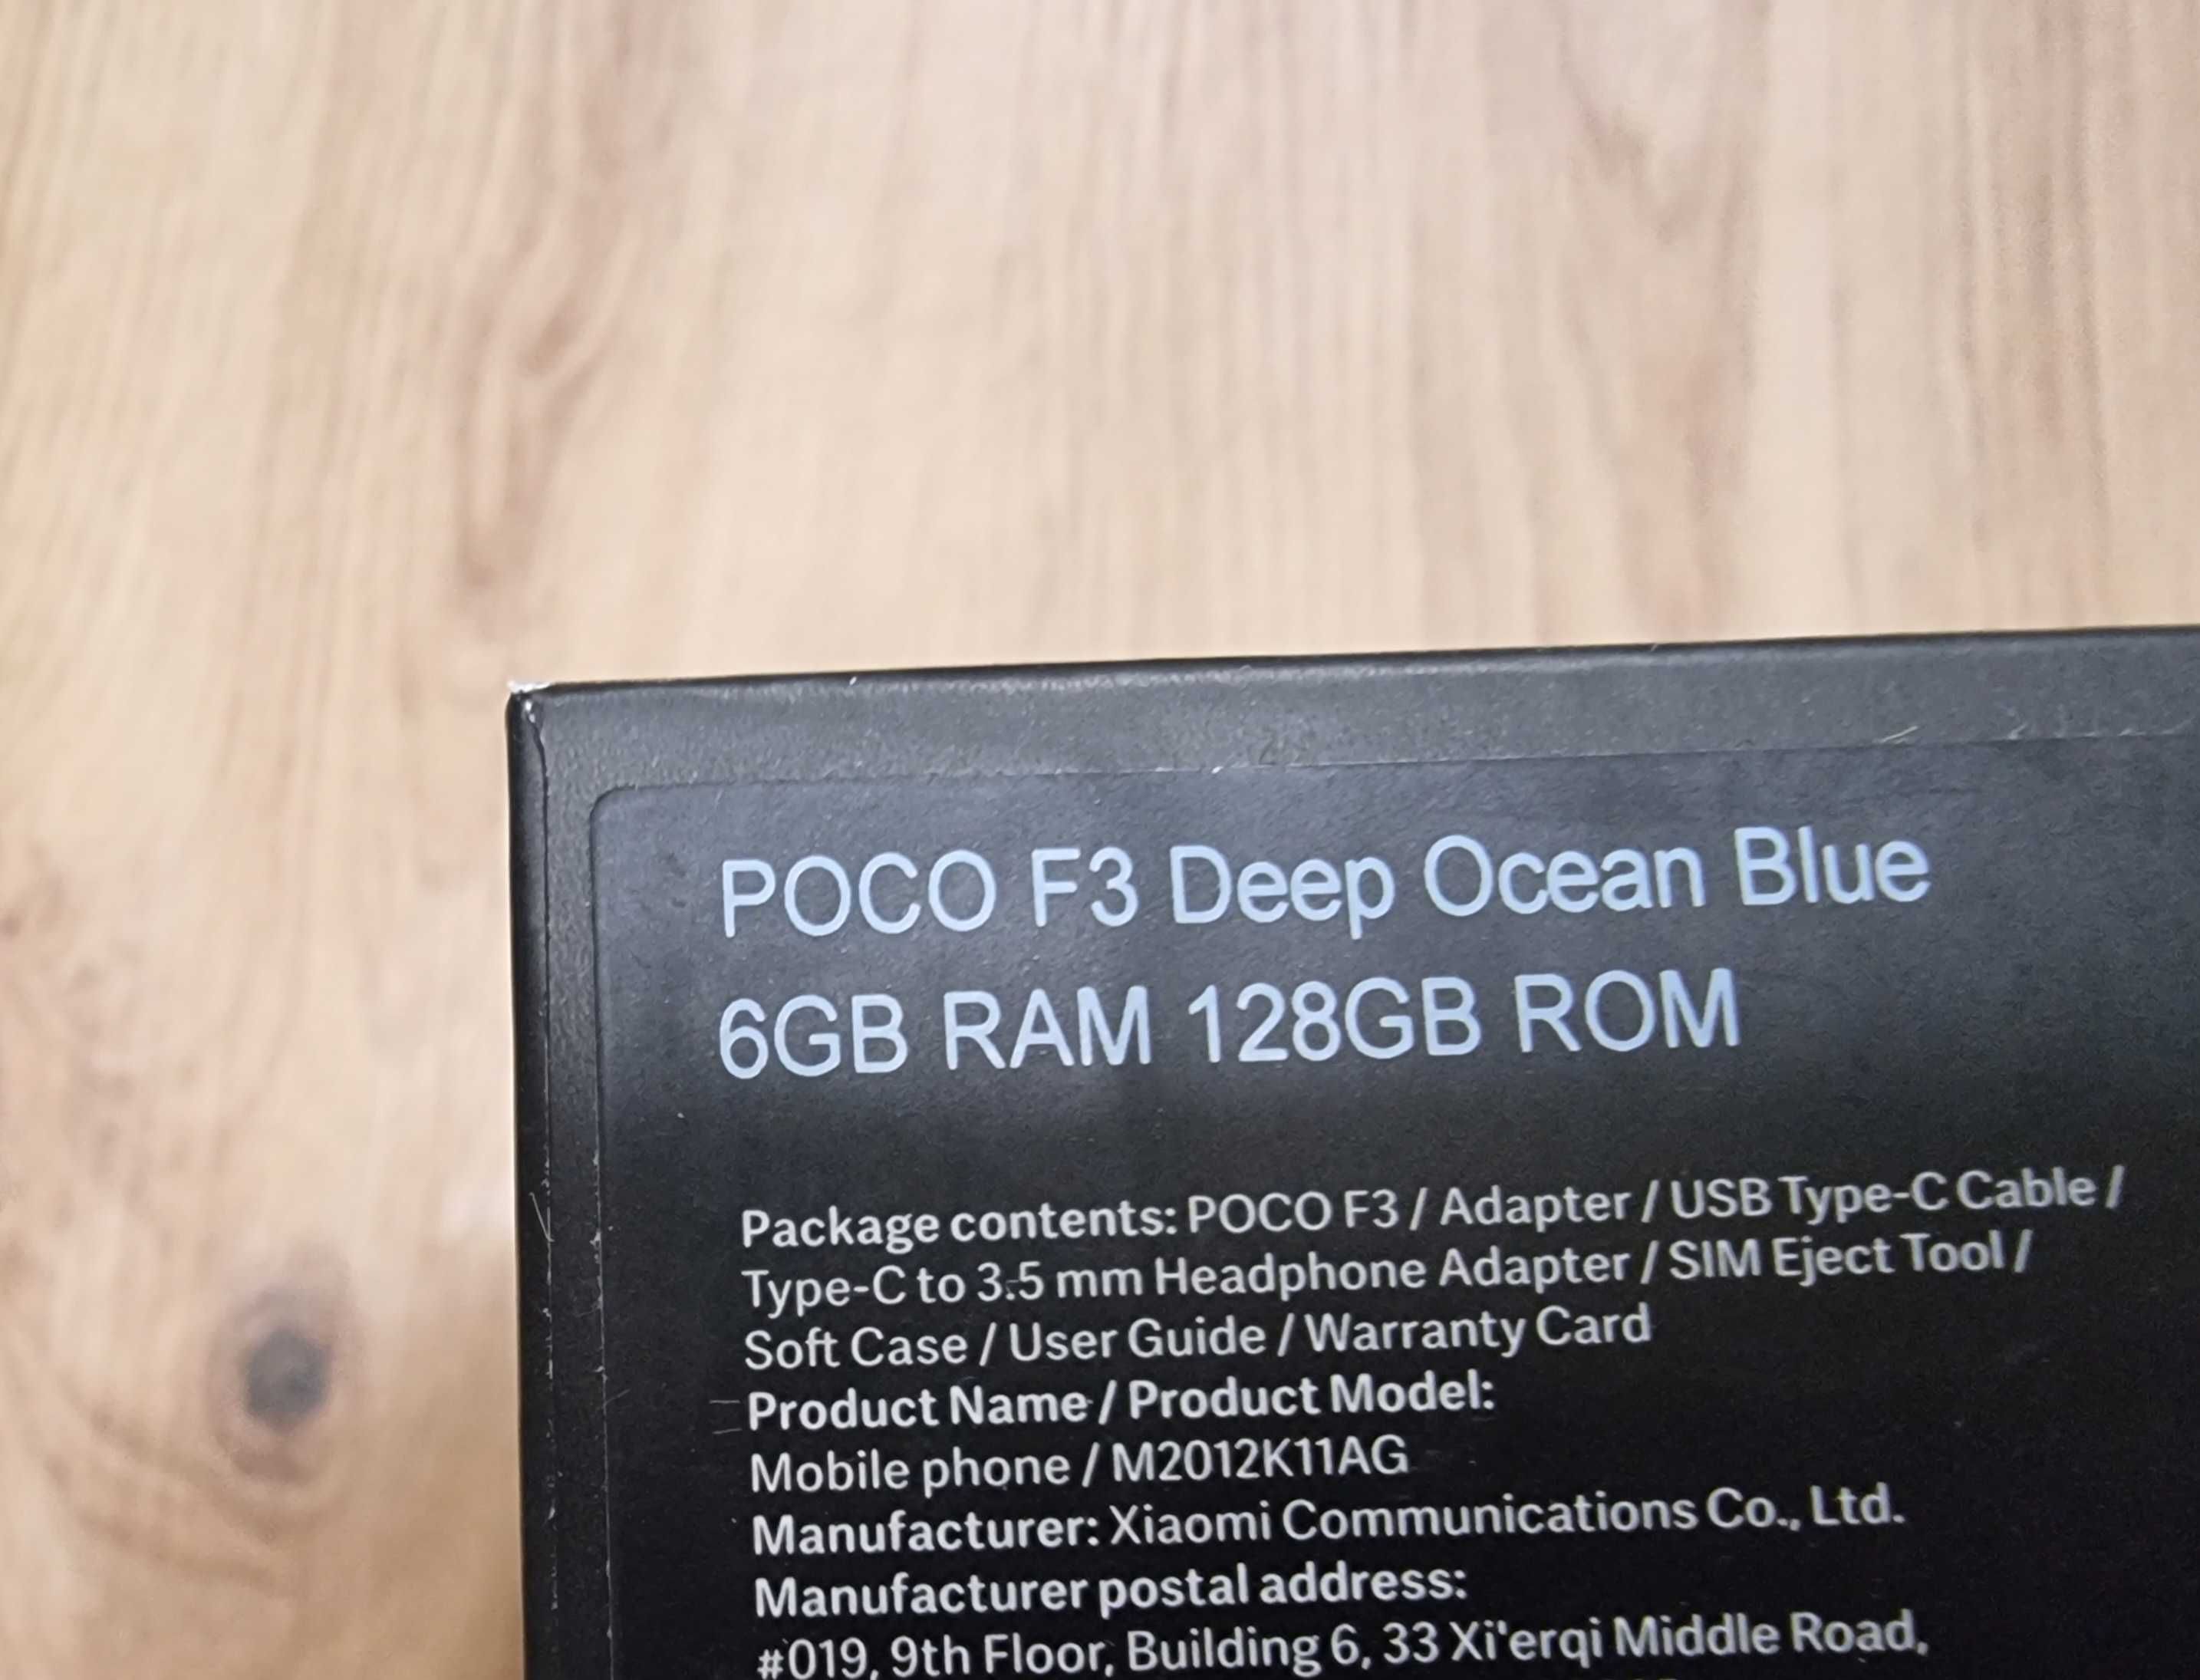 POCO F3 Deep Ocean Blue
6GB RAM 128GB ROM
Package contents: POCO F3 / Adapter / USB Type-C Cable /
Type-C to 3.5 mm Headphone Adapter / SIM Eject Tool /
Soft Case / User Guide / Warranty Card
Product Name / Product Model:
Mobile phone / M2012K11AG
Manufacturer: Xiaomi Communications Co., Ltd.
Manufacturer postal address:
#019, 9th Floor, Building 6, 33 Xi'erqi Middle Road,